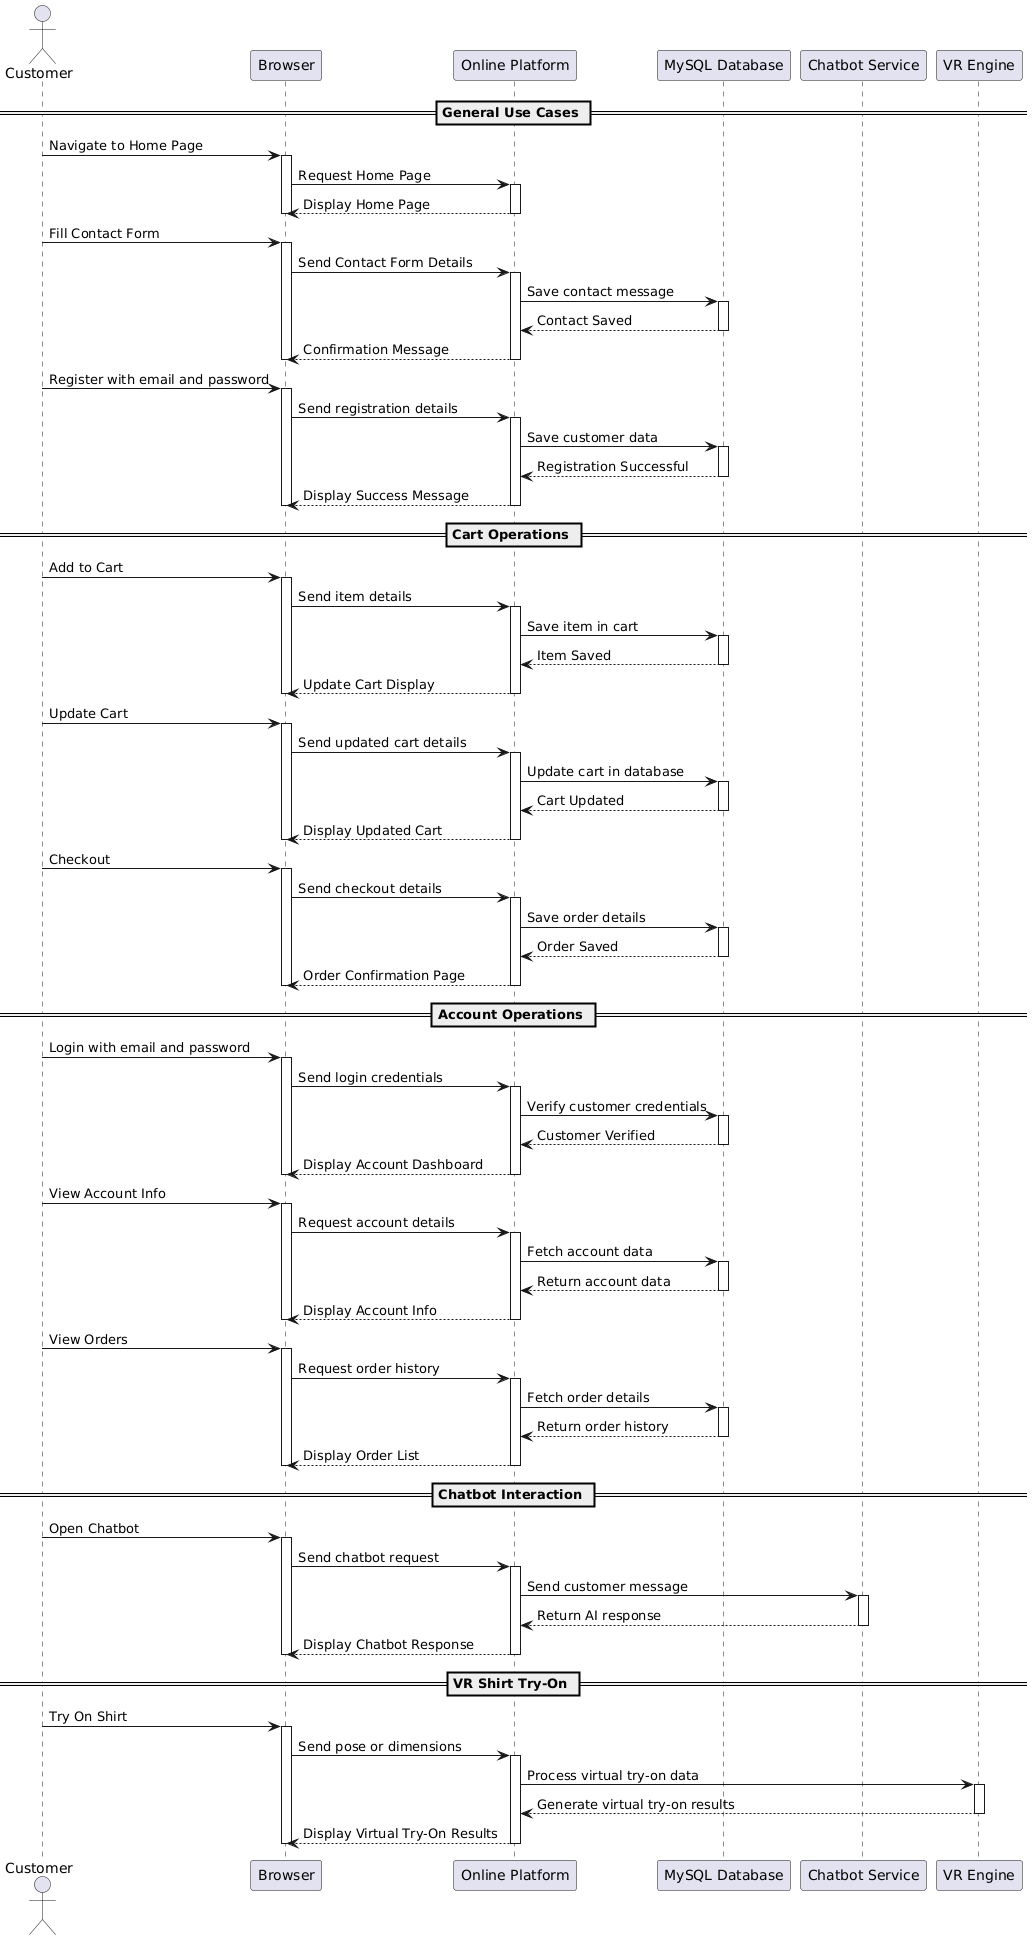 Customer
Browser
Online Platform
MySQL Database
Chatbot Service
VR Engine
General Use Cases
Navigate to Home Page
Request Home Page
Display Home Page
Fill Contact Form
Send Contact Form Details
Save contact message
Contact Saved
Confirmation Message
Register with email and password
Send registration details
Save customer data
Registration Successful
Display Success Message
Cart Operations
Add to Cart
Send item details
Save item in cart
Item Saved
Update Cart Display
Update Cart
Send updated cart details
Update cart in database
Cart Updated
Display Updated Cart
Checkout
Send checkout details
Save order details
Order Saved
Order Confirmation Page
Account Operations
Login with email and password
Send login credentials
Verify customer credentials
Customer Verified
Display Account Dashboard
View Account Info
Request account details
Fetch account data
Return account data
Display Account Info
View Orders
Request order history
Fetch order details
Return order history
Display Order List
Chatbot Interaction
Open Chatbot
Send chatbot request
Send customer message
Return AI response
Display Chatbot Response
VR Shirt Try-On
Try On Shirt
Send pose or dimensions
Process virtual try-on data
Generate virtual try-on results
Display Virtual Try-On Results
Customer
Browser
Online Platform
MySQL Database
Chatbot Service
VR Engine